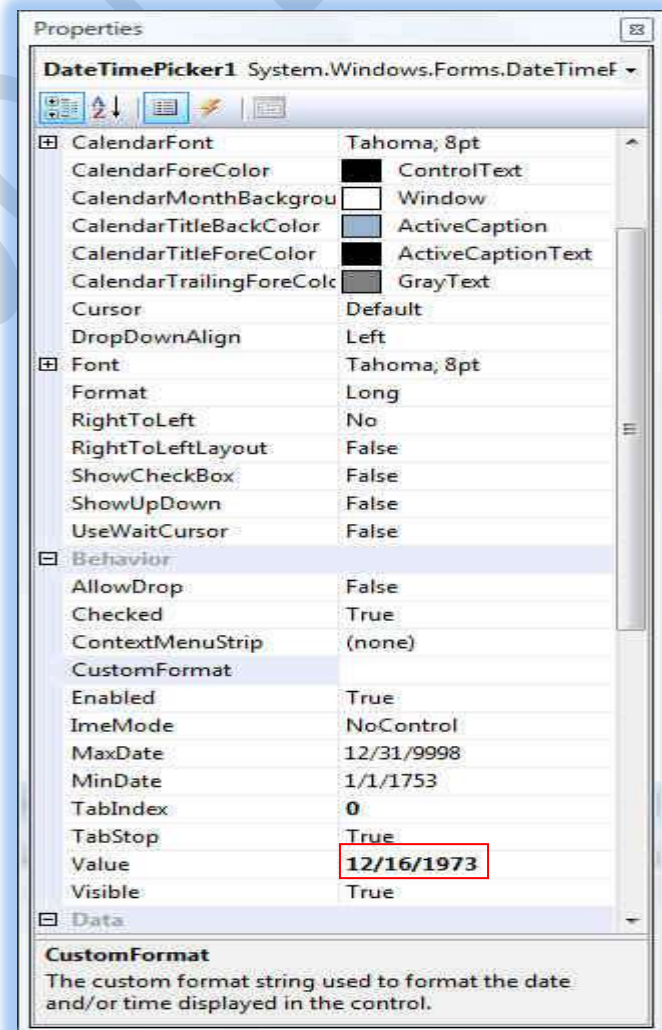 Properties
DateTimePicker1 System.Windows.Forms.DateTimeF
CalendarFont Tahoma; 8pt
CalendarForeColor ControlText
CalendarMonthBackgrou Window
CalendarTitleBackColor ActiveCaption
CalendarTitleForeColor ActiveCaptionText
CalendarTrailingForeColc GrayText
Cursor Default
DropDownAlign Left
Font Tahoma; 8pt
Format Long
RightToLeft No
RightToLeftLayout False
ShowCheckBox False
ShowUpDown False
UseWaitCursor False
Behavior
AllowDrop False
Checked True
ContextMenuStrip (none)
CustomFormat
Enabled True
ImeMode NoControl
MaxDate 12/31/9998
MinDate 1/1/1753
TabIndex 0
TabStop True
Value 12/16/1973
Visible True
Data
CustomFormat
The custom format string used to format the date
and/or time displayed in the control.